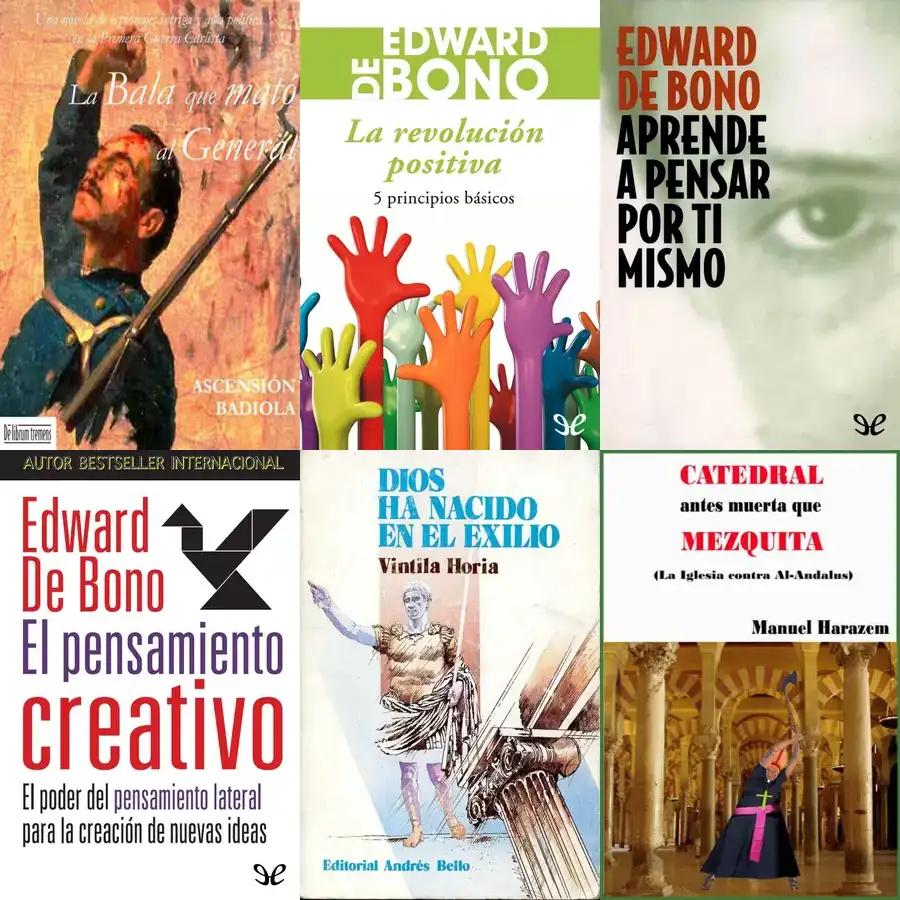 Una novela de espionaje, intriga y alta política
en la Primera Guerra Carlista
La Bala que mató
al General
ASCENSIÓN
BADIOLA
De librum tremens
EDWARD
DE BONO
La revolución
positiva
5 principios básicos
EDWARD
DE BONO
APRENDE
A PENSAR
POR TI
MISMO
AUTOR BESTSELLER INTERNACIONAL
Edward
De Bono
El pensamiento
creativo
El poder del pensamiento lateral
para la creación de nuevas ideas
DIOS
HA NACIDO
EN EL EXILIO
Vintila Horia
Editorial Andrés Bello
CATEDRAL
antes muerta que
MEZQUITA
(La Iglesia contra Al-Andalus)
Manuel Harazem